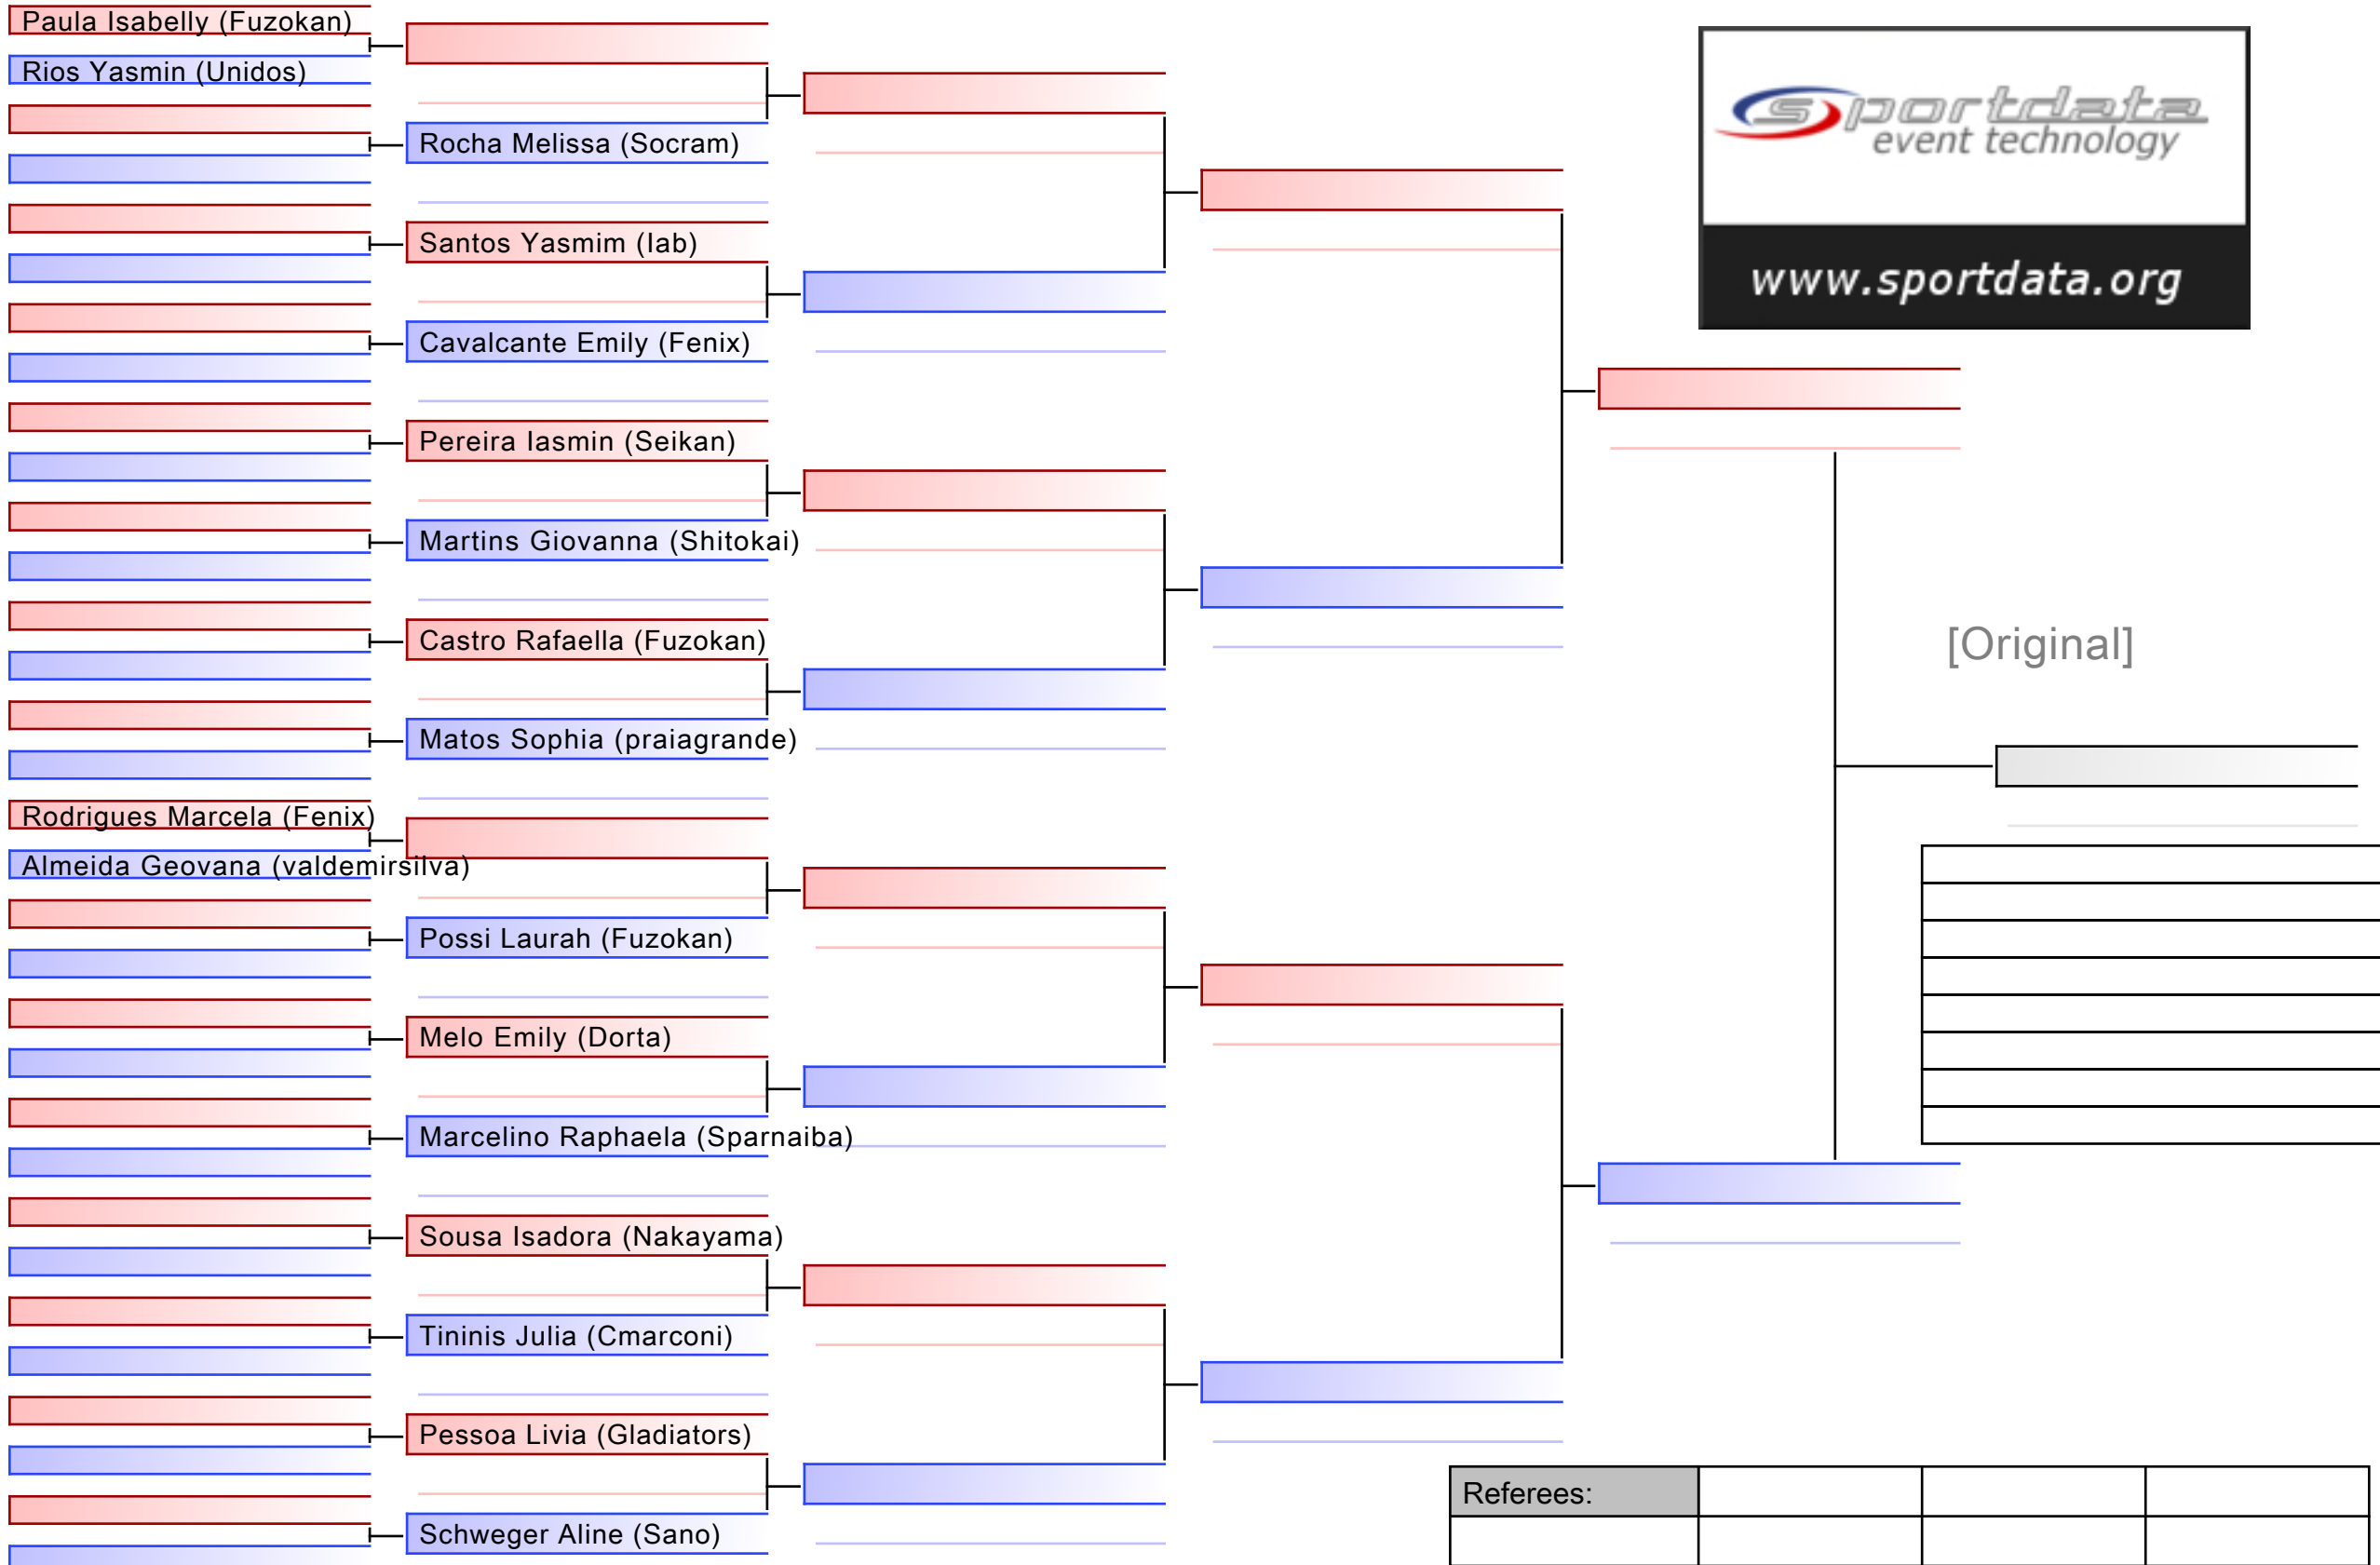 Paula Isabelly (Fuzokan)
Rios Yasmin (Unidos)
Rocha Melissa (Socram)
Santos Yasmim (Iab)
Cavalcante Emily (Fenix)
Pereira Iasmin (Seikan)
Martins Giovanna (Shitokai)
Castro Rafaella (Fuzokan)
Matos Sophia (praiagrande)
Rodrigues Marcela (Fenix)
Almeida Geovana (valdemirsilva)
Possi Laurah (Fuzokan)
Melo Emily (Dorta)
Marcelino Raphaela (Sparnaiba)
Sousa Isadora (Nakayama)
Tininis Julia (Cmarconi)
Pessoa Livia (Gladiators)
Schweger Aline (Sano)
sportdata
event technology
www.sportdata.org
[Original]
Referees: